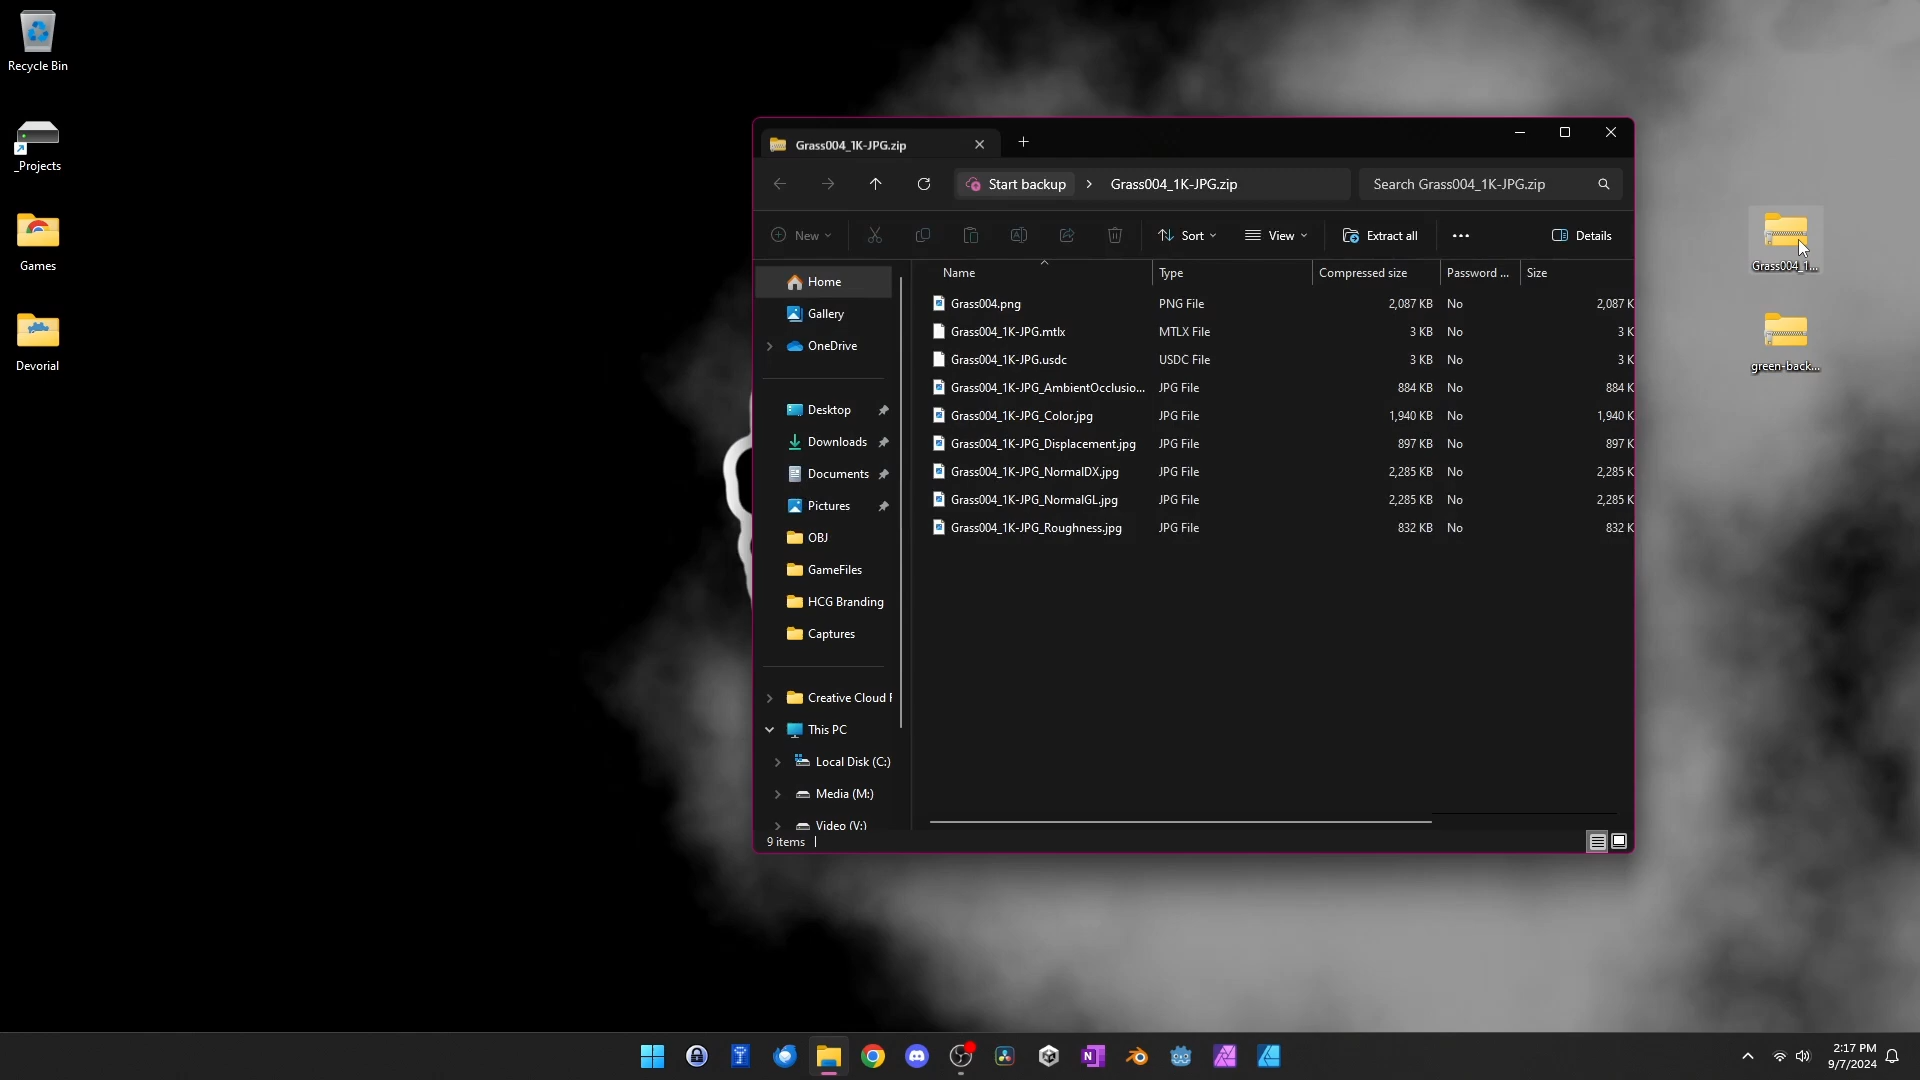 Recycle Bin
_Projects
Games
Devorial
Grass004_1K-JPG.zip
Start backup
Grass004_1K-JPG.zip
Search Grass004_1K-JPG.zip
New
Sort
View
Extract all
Details
Home
Gallery
OneDrive
Desktop
Downloads
Documents
Pictures
OBJ
GameFiles
HCG Branding
Captures
Creative Cloud F
This PC
Local Disk (C:)
Media (M:)
Video (V:)
Name Type Compressed size Password ... Size
Grass004.png PNG File 2,087 KB No 2,087 K
Grass004_1K-JPG.mtlx MTLX File 3 KB No 3 K
Grass004_1K-JPG.usdc USDC File 3 KB No 3 K
Grass004_1K-JPG_AmbientOcclusio... JPG File 884 KB No 884 K
Grass004_1K-JPG_Color.jpg JPG File 1,940 KB No 1,940 K
Grass004_1K-JPG_Displacement.jpg JPG File 897 KB No 897 K
Grass004_1K-JPG_NormalDX.jpg JPG File 2,285 KB No 2,285 K
Grass004_1K-JPG_NormalGL.jpg JPG File 2,285 KB No 2,285 K
Grass004_1K-JPG_Roughness.jpg JPG File 832 KB No 832 K
9 items
Grass004_1...
green-back...
2:17 PM
9/7/2024